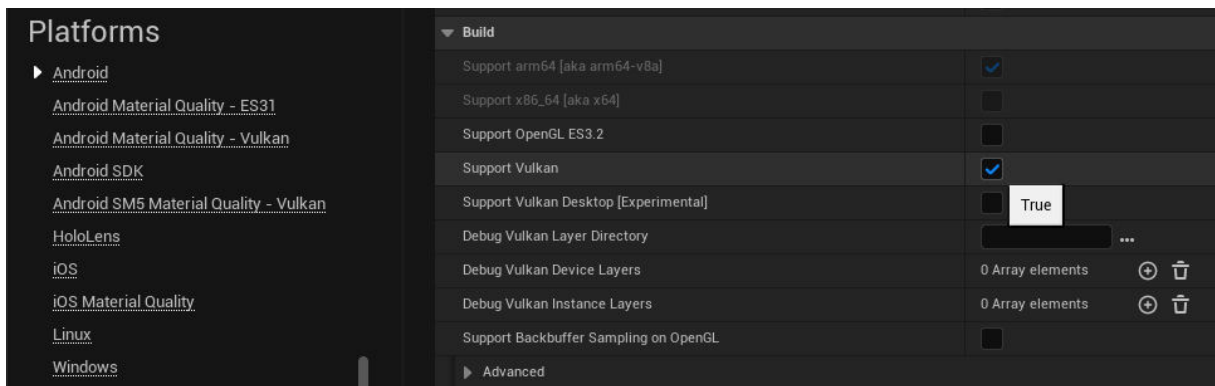 Platforms
Android
Android Material Quality - ES31
Android Material Quality - Vulkan
Android SDK
Android SM5 Material Quality - Vulkan
HoloLens
iOS
iOS Material Quality
Linux
Windows
Build
Support arm64 [aka arm64-v8a]
Support x86_64 [aka x64]
Support OpenGL ES3.2
Support Vulkan
Support Vulkan Desktop [Experimental]
True
Debug Vulkan Layer Directory
...
Debug Vulkan Device Layers
0 Array elements
Debug Vulkan Instance Layers
0 Array elements
Support Backbuffer Sampling on OpenGL
Advanced